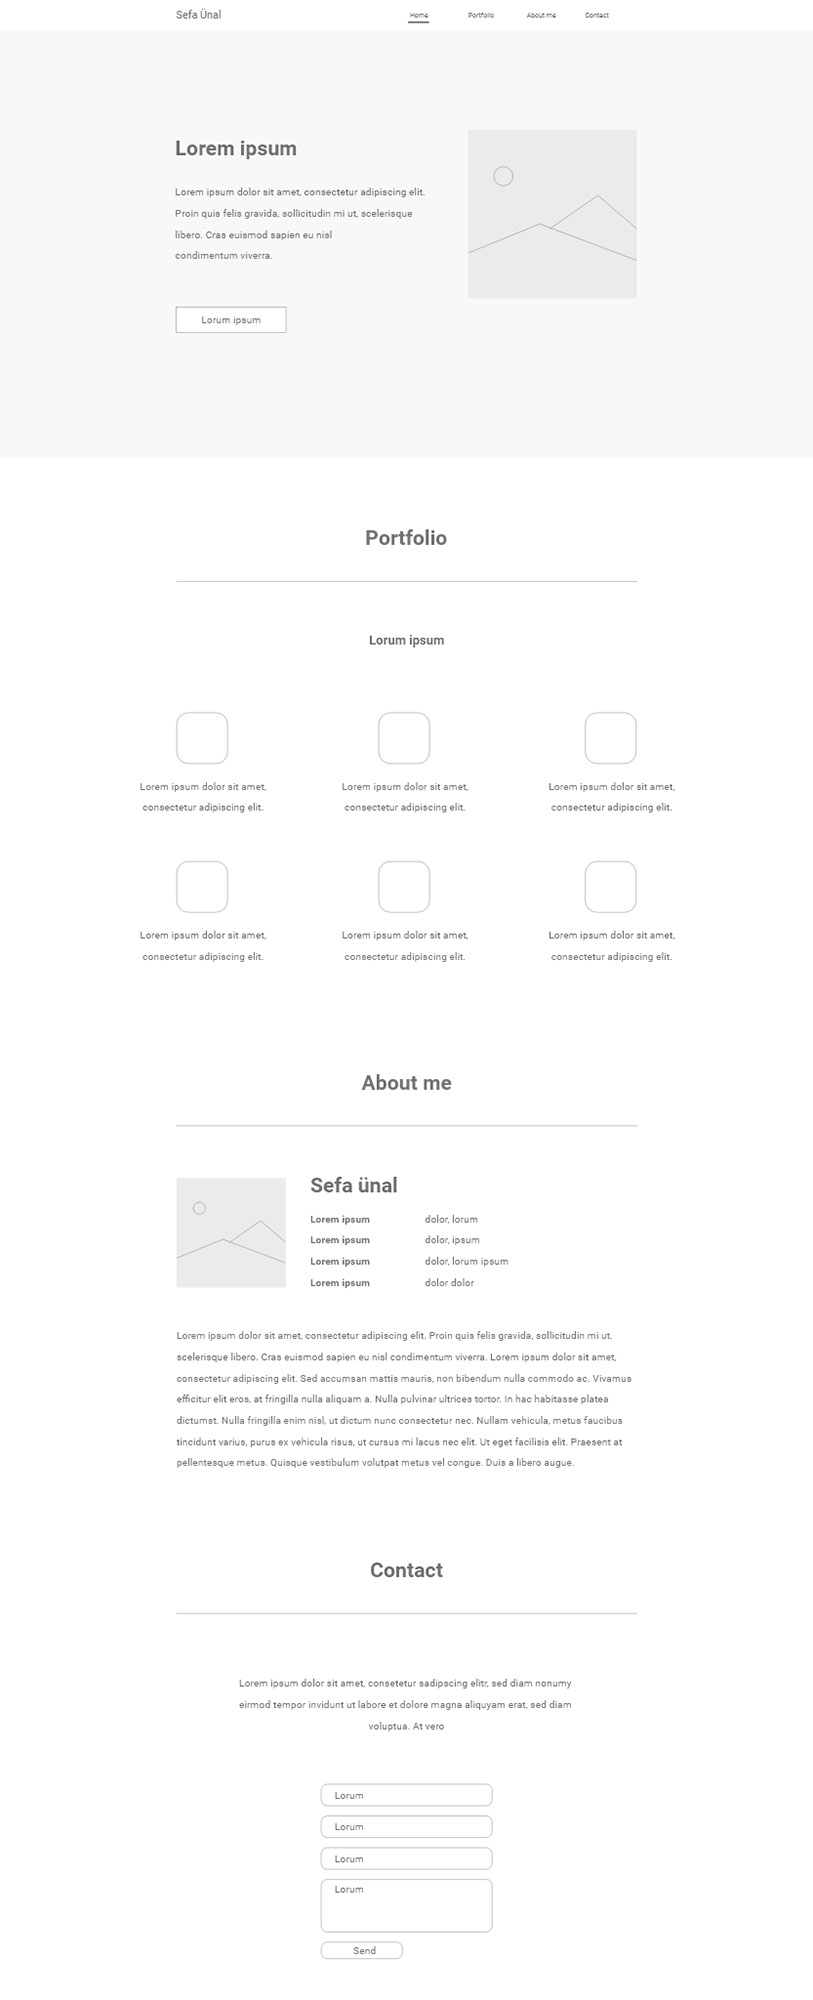 Sefa Ünal
Home Portfolio About me Contact
Lorem ipsum
Lorem ipsum dolor sit amet, consectetur adipiscing elit.
Proin quis felis gravida, sollicitudin mi ut, scelerisque
libero. Cras euismod sapien eu nisl
condimentum viverra.
Lorum ipsum
Portfolio
Lorum ipsum
Lorem ipsum dolor sit amet,
consectetur adipiscing elit.
Lorem ipsum dolor sit amet,
consectetur adipiscing elit.
Lorem ipsum dolor sit amet,
consectetur adipiscing elit.
Lorem ipsum dolor sit amet,
consectetur adipiscing elit.
Lorem ipsum dolor sit amet,
consectetur adipiscing elit.
Lorem ipsum dolor sit amet,
consectetur adipiscing elit.
About me
Sefa ünal
Lorem ipsum dolor, lorum
Lorem ipsum dolor, ipsum
Lorem ipsum dolor, lorum ipsum
Lorem ipsum dolor dolor
Lorem ipsum dolor sit amet, consectetur adipiscing elit. Proin quis felis gravida, sollicitudin mi ut,
scelerisque libero. Cras euismod sapien eu nisl condimentum viverra. Lorem ipsum dolor sit amet,
consectetur adipiscing elit. Sed accumsan mattis mauris, non bibendum nulla commodo ac. Vivamus
efficitur elit eros, at fringilla nulla aliquam a. Nulla pulvinar ultrices tortor. In hac habitasse platea
dictumst. Nulla fringilla enim nisl, ut dictum nunc consectetur nec. Nullam vehicula, metus faucibus
tincidunt varius, purus ex vehicula risus, ut cursus mi lacus nec elit. Ut eget facilisis elit. Praesent at
pellentesque metus. Quisque vestibulum volutpat metus vel congue. Duis a libero augue.
Contact
Lorem ipsum dolor sit amet, consetetur sadipscing elitr, sed diam nonumy
eirmod tempor invidunt ut labore et dolore magna aliquyam erat, sed diam
voluptua. At vero
Lorum
Lorum
Lorum
Lorum
Send